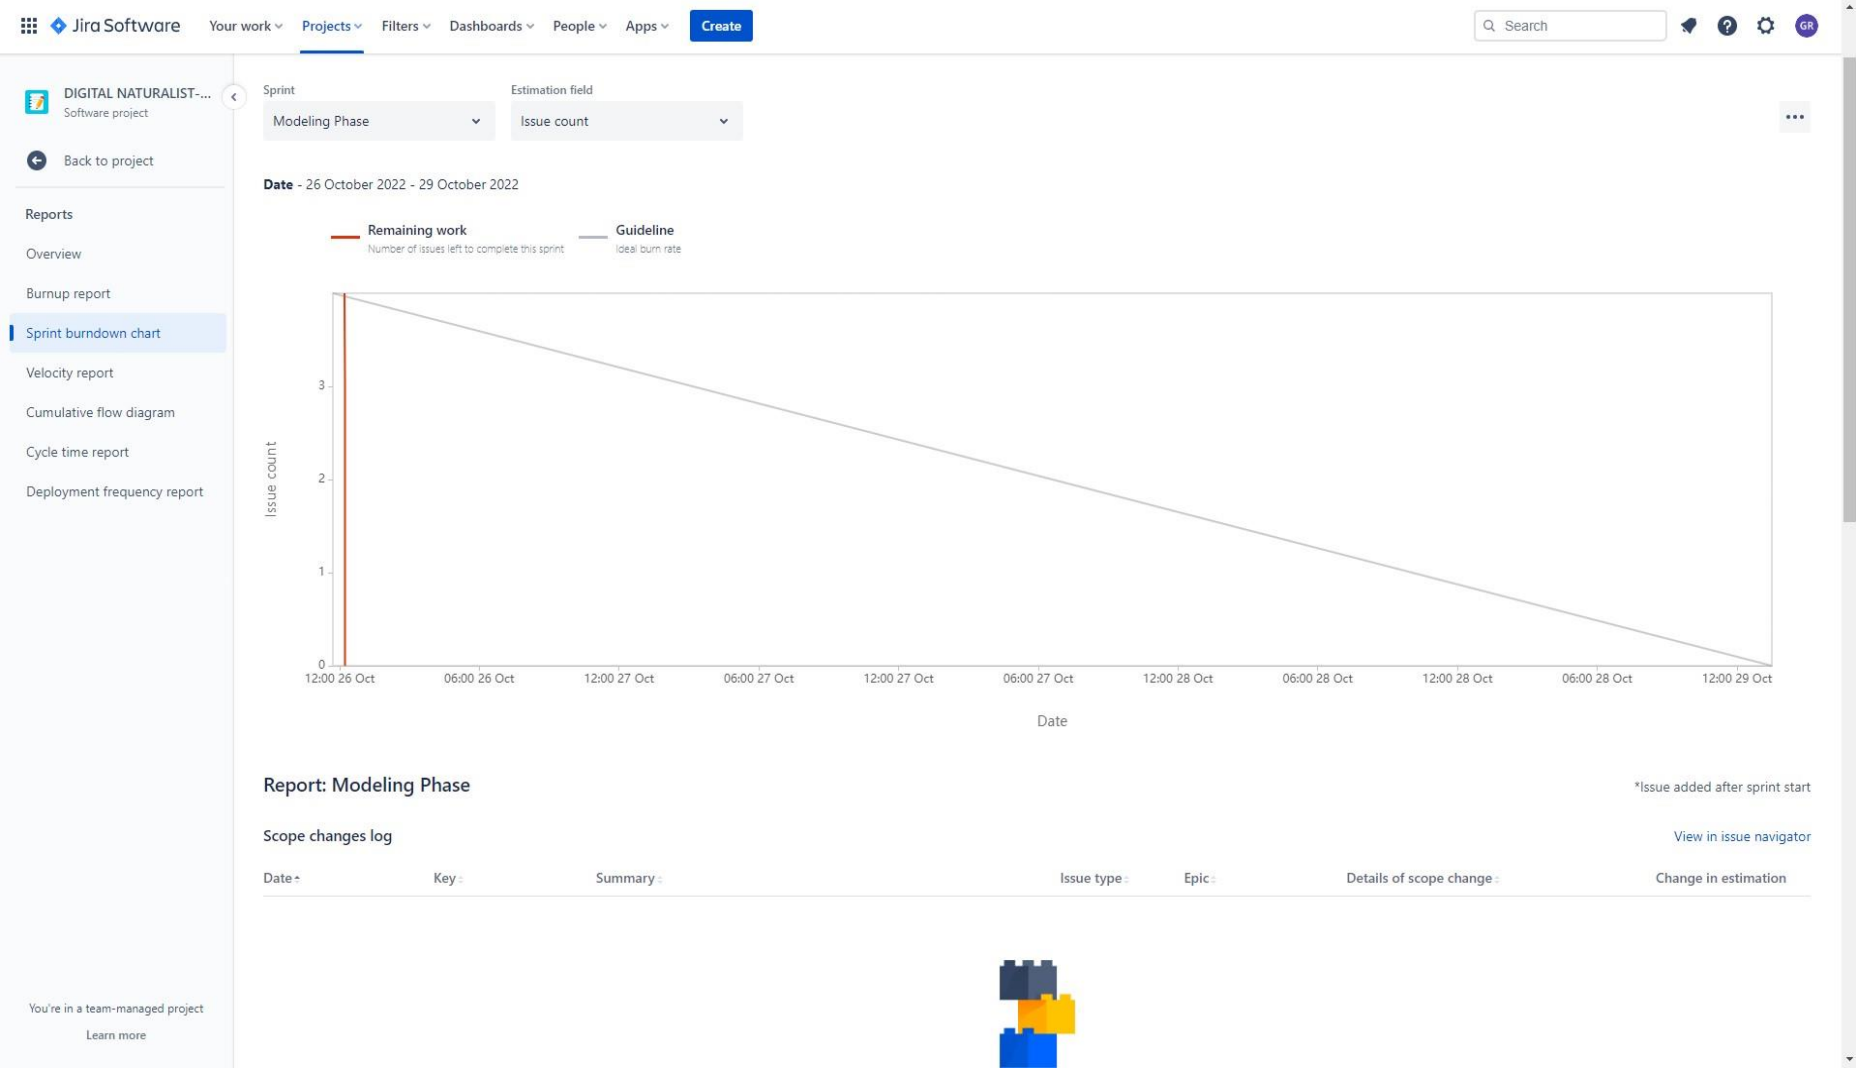 Jira Software
Your work
Projects
Filters
Dashboards
People
Apps
Create
Search
GR
DIGITAL NATURALIST-...
Software project
Back to project
Reports
Overview
Burnup report
Sprint burndown chart
Velocity report
Cumulative flow diagram
Cycle time report
Deployment frequency report
You're in a team-managed project
Learn more
Sprint
Modeling Phase
Estimation field
Issue count
Date - 26 October 2022 - 29 October 2022
Remaining work
Number of issues left to complete this sprint
Guideline
Ideal burn rate
Issue count
3
2
1
0
12:00 26 Oct
06:00 26 Oct
12:00 27 Oct
06:00 27 Oct
12:00 27 Oct
06:00 27 Oct
12:00 28 Oct
06:00 28 Oct
12:00 28 Oct
06:00 28 Oct
12:00 29 Oct
Date
Report: Modeling Phase
*Issue added after sprint start
Scope changes log
View in issue navigator
Date
Key
Summary
Issue type
Epic
Details of scope change
Change in estimation